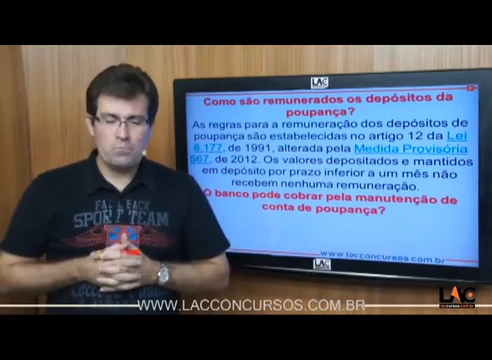 LAC
Como são remunerados os depósitos da
poupança?
As regras para a remuneração dos depósitos de
poupança são estabelecidas no artigo 12 da Lei
8.177, de 1991, alterada pela Medida Provisória
567, de 2012. Os valores depositados e mantidos
em depósito por prazo inferior a um mês não
recebem nenhuma remuneração.
O banco pode cobrar pela manutenção de
conta de poupança?
www.lacconcursos.com.br
LAC
FALL BACK
SPORT TEAM
WWW.LACCONCURSOS.COM.BR
LAC